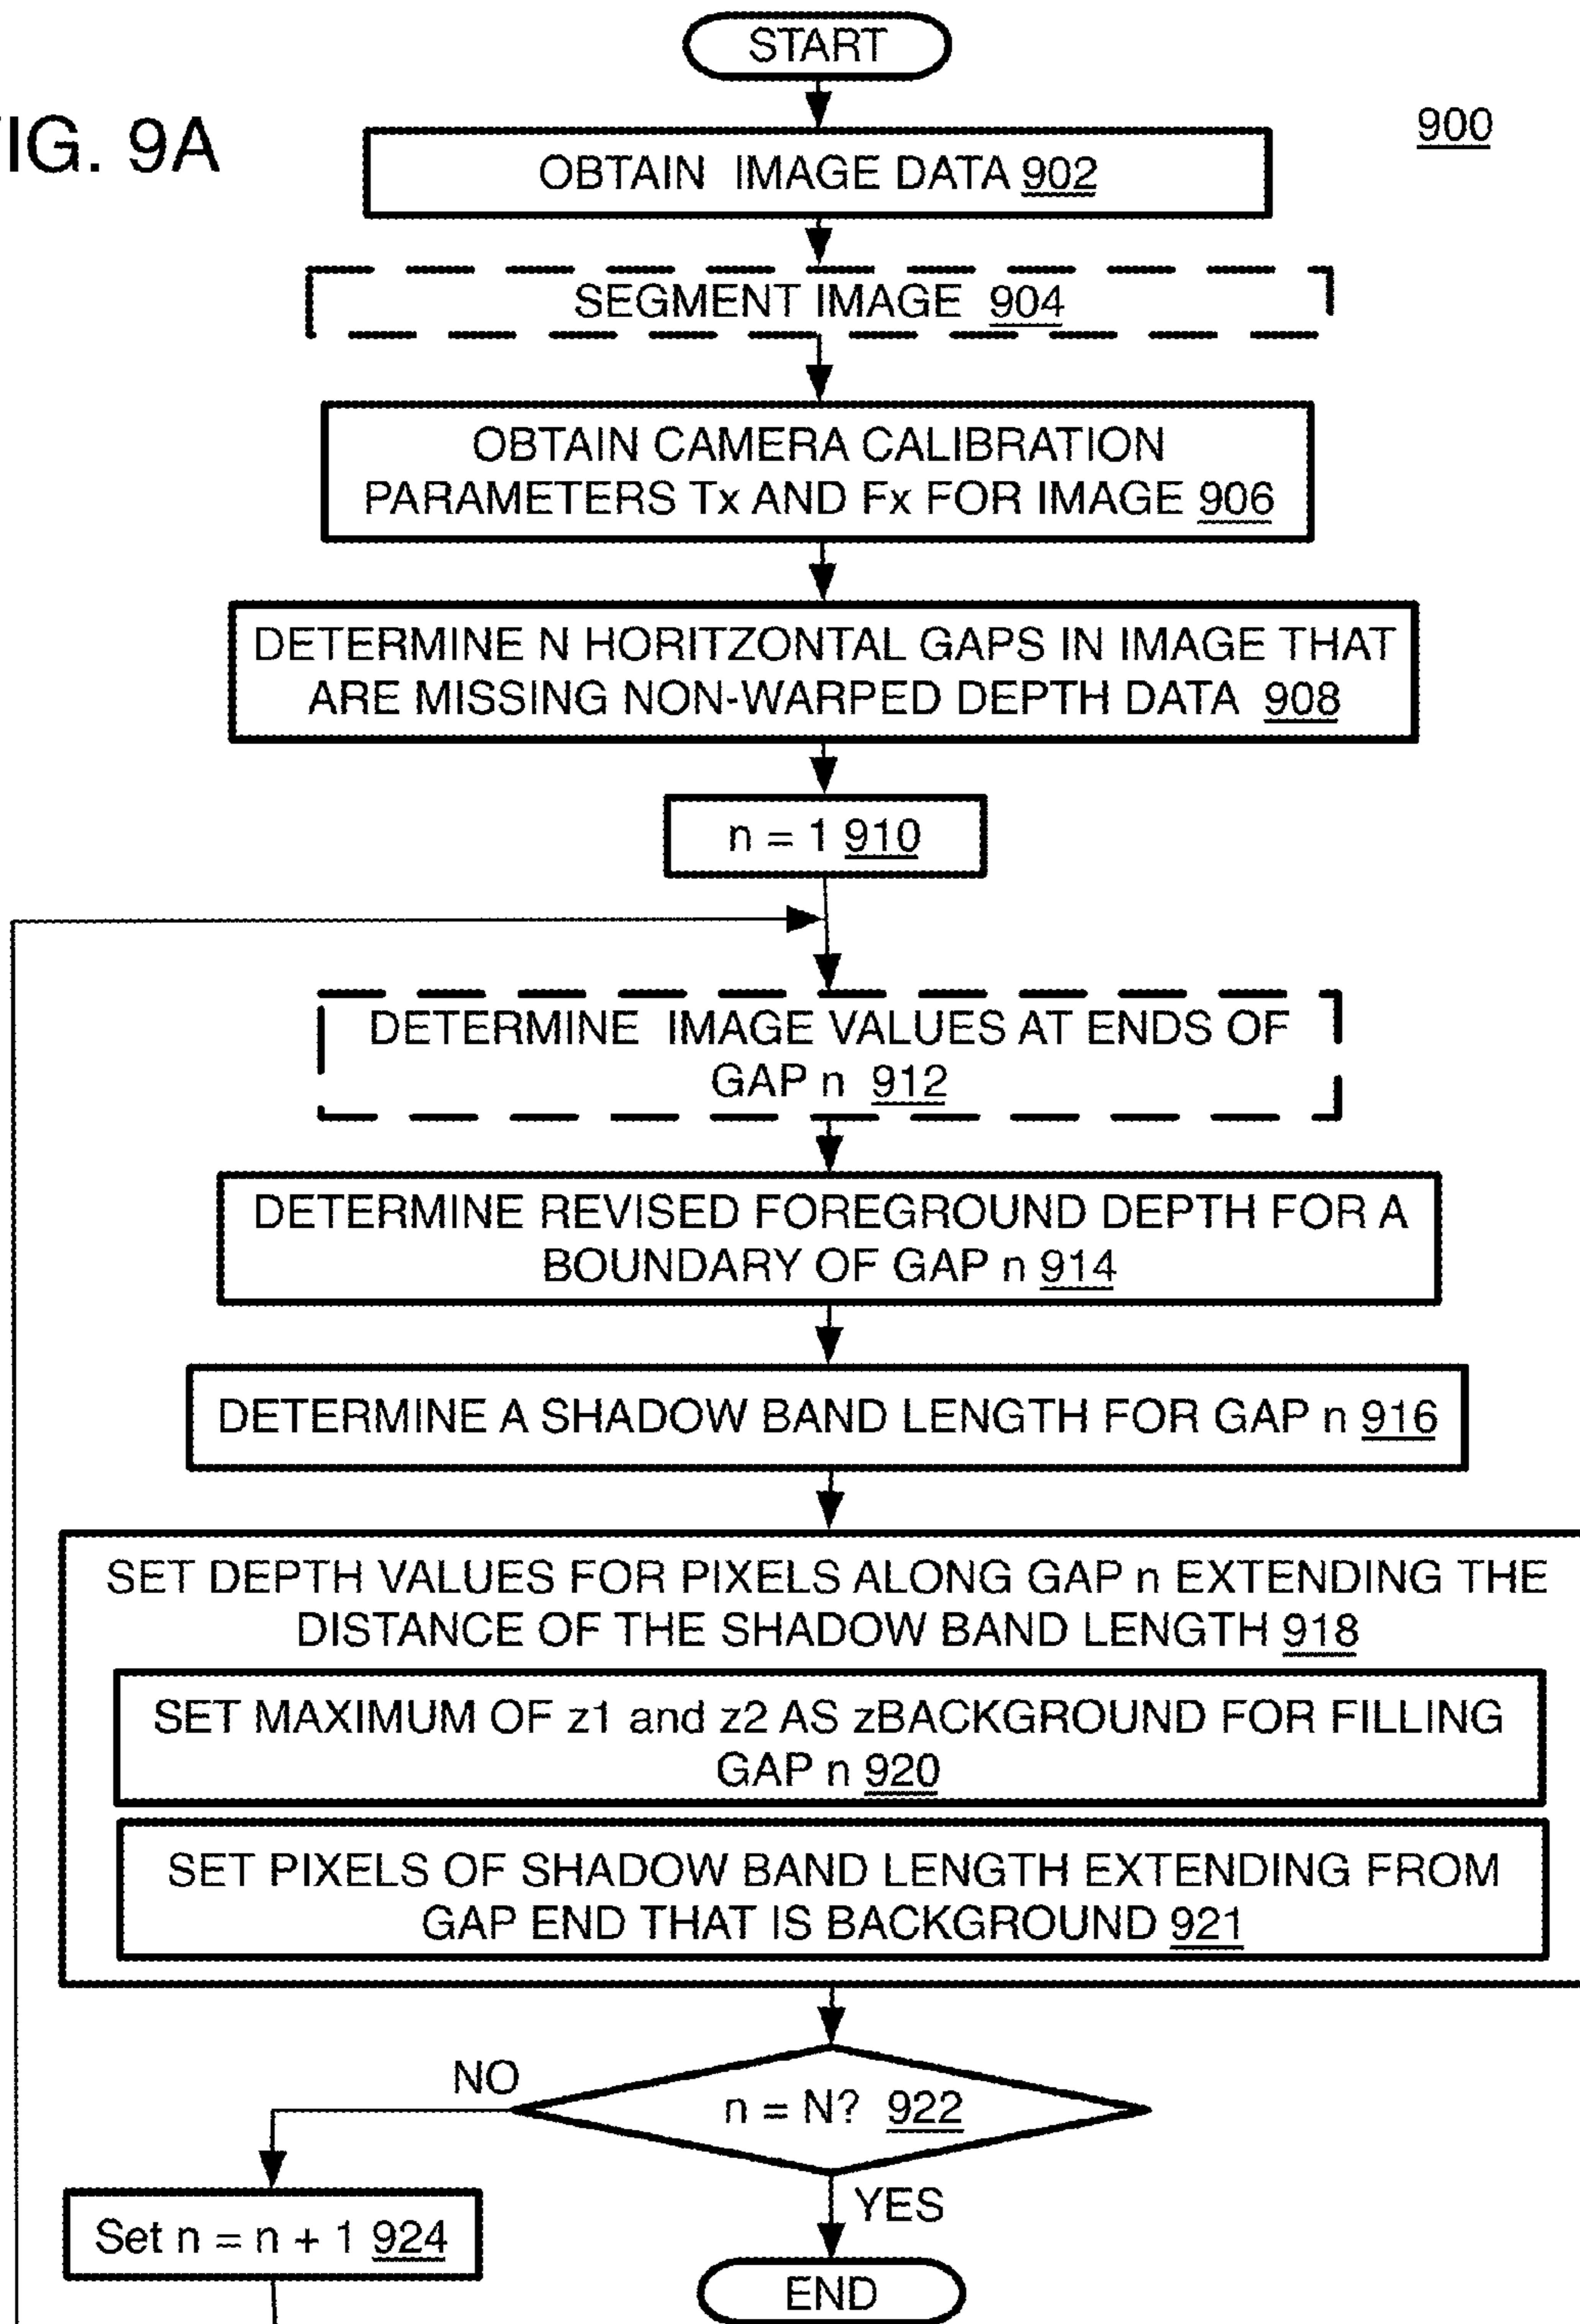 START
IG. 9A
900
OBTAIN IMAGE DATA 902
SEGMENT IMAGE 904
OBTAIN CAMERA CALIBRATION
PARAMETERS Tx AND Fx FOR IMAGE 906
DETERMINE N HORITZONTAL GAPS IN IMAGE THAT
ARE MISSING NON-WARPED DEPTH DATA 908
n = 1 910
DETERMINE IMAGE VALUES AT ENDS OF
GAP n 912
DETERMINE REVISED FOREGROUND DEPTH FOR A
BOUNDARY OF GAP n 914
DETERMINE A SHADOW BAND LENGTH FOR GAP n 916
SET DEPTH VALUES FOR PIXELS ALONG GAP n EXTENDING THE
DISTANCE OF THE SHADOW BAND LENGTH 918
SET MAXIMUM OF z1 and z2 AS zBACKGROUND FOR FILLING
GAP n 920
SET PIXELS OF SHADOW BAND LENGTH EXTENDING FROM
GAP END THAT IS BACKGROUND 921
NO
n = N? 922
YES
Set n = n + 1 924
END